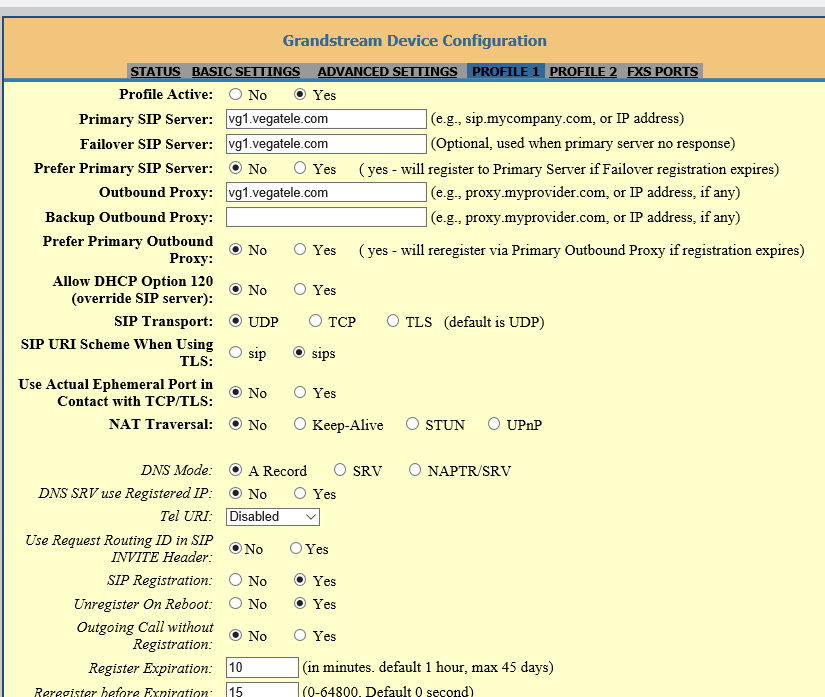 Grandstream Device Configuration
STATUS BASIC SETTINGS ADVANCED SETTINGS PROFILE 1 PROFILE 2 FXS PORTS
Profile Active: No Yes
Primary SIP Server: vg1.vegatele.com (e.g., sip.mycompany.com, or IP address)
Failover SIP Server: vg1.vegatele.com (Optional, used when primary server no response)
Prefer Primary SIP Server: No Yes ( yes - will register to Primary Server if Failover registration expires)
Outbound Proxy: vg1.vegatele.com (e.g., proxy.myprovider.com, or IP address, if any)
Backup Outbound Proxy: (e.g., proxy.myprovider.com, or IP address, if any)
Prefer Primary Outbound
Proxy: No Yes ( yes - will reregister via Primary Outbound Proxy if registration expires)
Allow DHCP Option 120
(override SIP server): No Yes
SIP Transport: UDP TCP TLS (default is UDP)
SIP URI Scheme When Using
TLS: sip sips
Use Actual Ephemeral Port in
Contact with TCP/TLS: No Yes
NAT Traversal: No Keep-Alive STUN UPnP
DNS Mode: A Record SRV NAPTR/SRV
DNS SRV use Registered IP: No Yes
Tel URI: Disabled
Use Request Routing ID in SIP
INVITE Header: No Yes
SIP Registration: No Yes
Unregister On Reboot: No Yes
Outgoing Call without
Registration: No Yes
Register Expiration: 10 (in minutes. default 1 hour, max 45 days)
Reregister before Expiration: 15 (0-64800. Default 0 second)